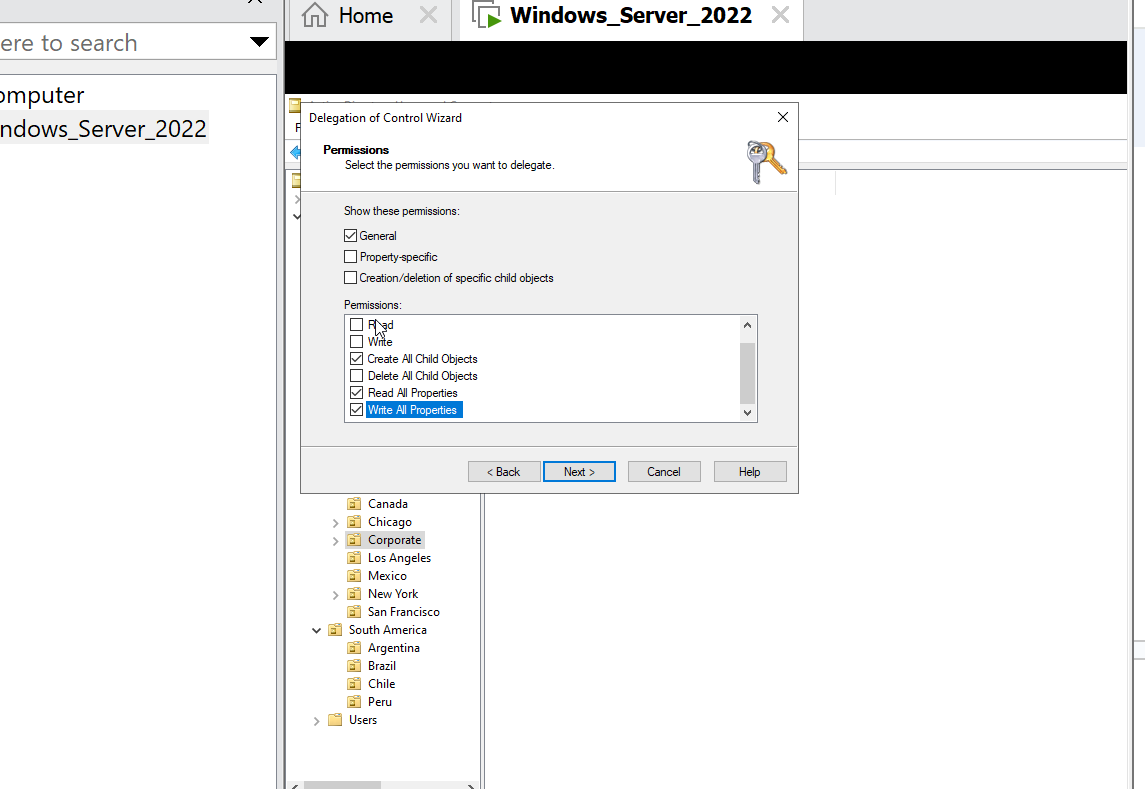 Home
Windows_Server_2022
ere to search
omputer
ndows_Server_2022
Delegation of Control Wizard
Permissions
Select the permissions you want to delegate.
Show these permissions:
General
Property-specific
Creation/deletion of specific child objects
Permissions:
Read
Write
Create All Child Objects
Delete All Child Objects
Read All Properties
Write All Properties
< Back
Next >
Cancel
Help
Canada
Chicago
Corporate
Los Angeles
Mexico
New York
San Francisco
South America
Argentina
Brazil
Chile
Peru
Users